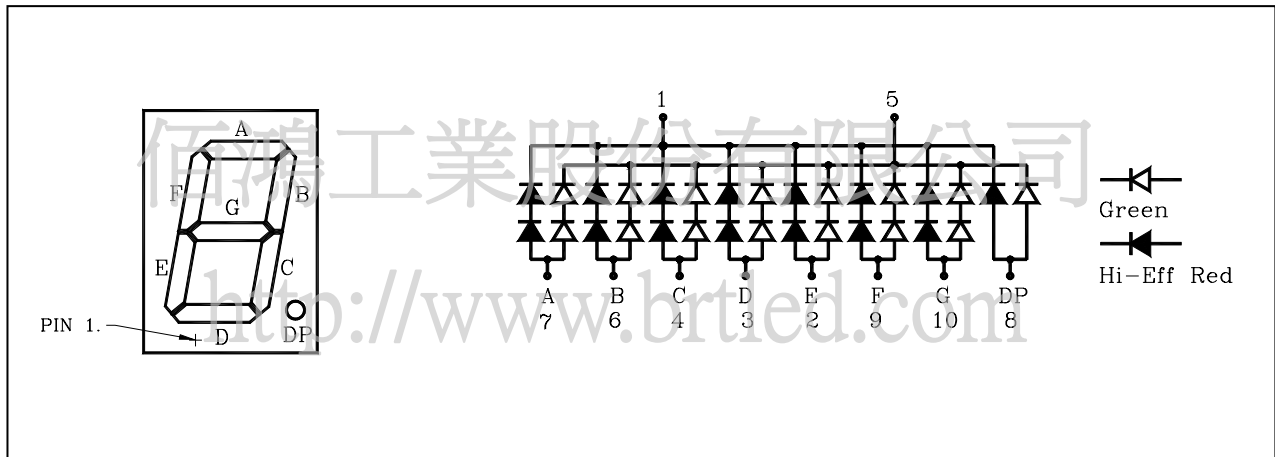 佰鴻工業股份有限公司
http://www.brtled.com
A
F
B
G
E
C
D
DP
PIN 1.
1 5
A B C D E F G DP
7 6 4 3 2 9 10 8
Green
Hi-Eff Red